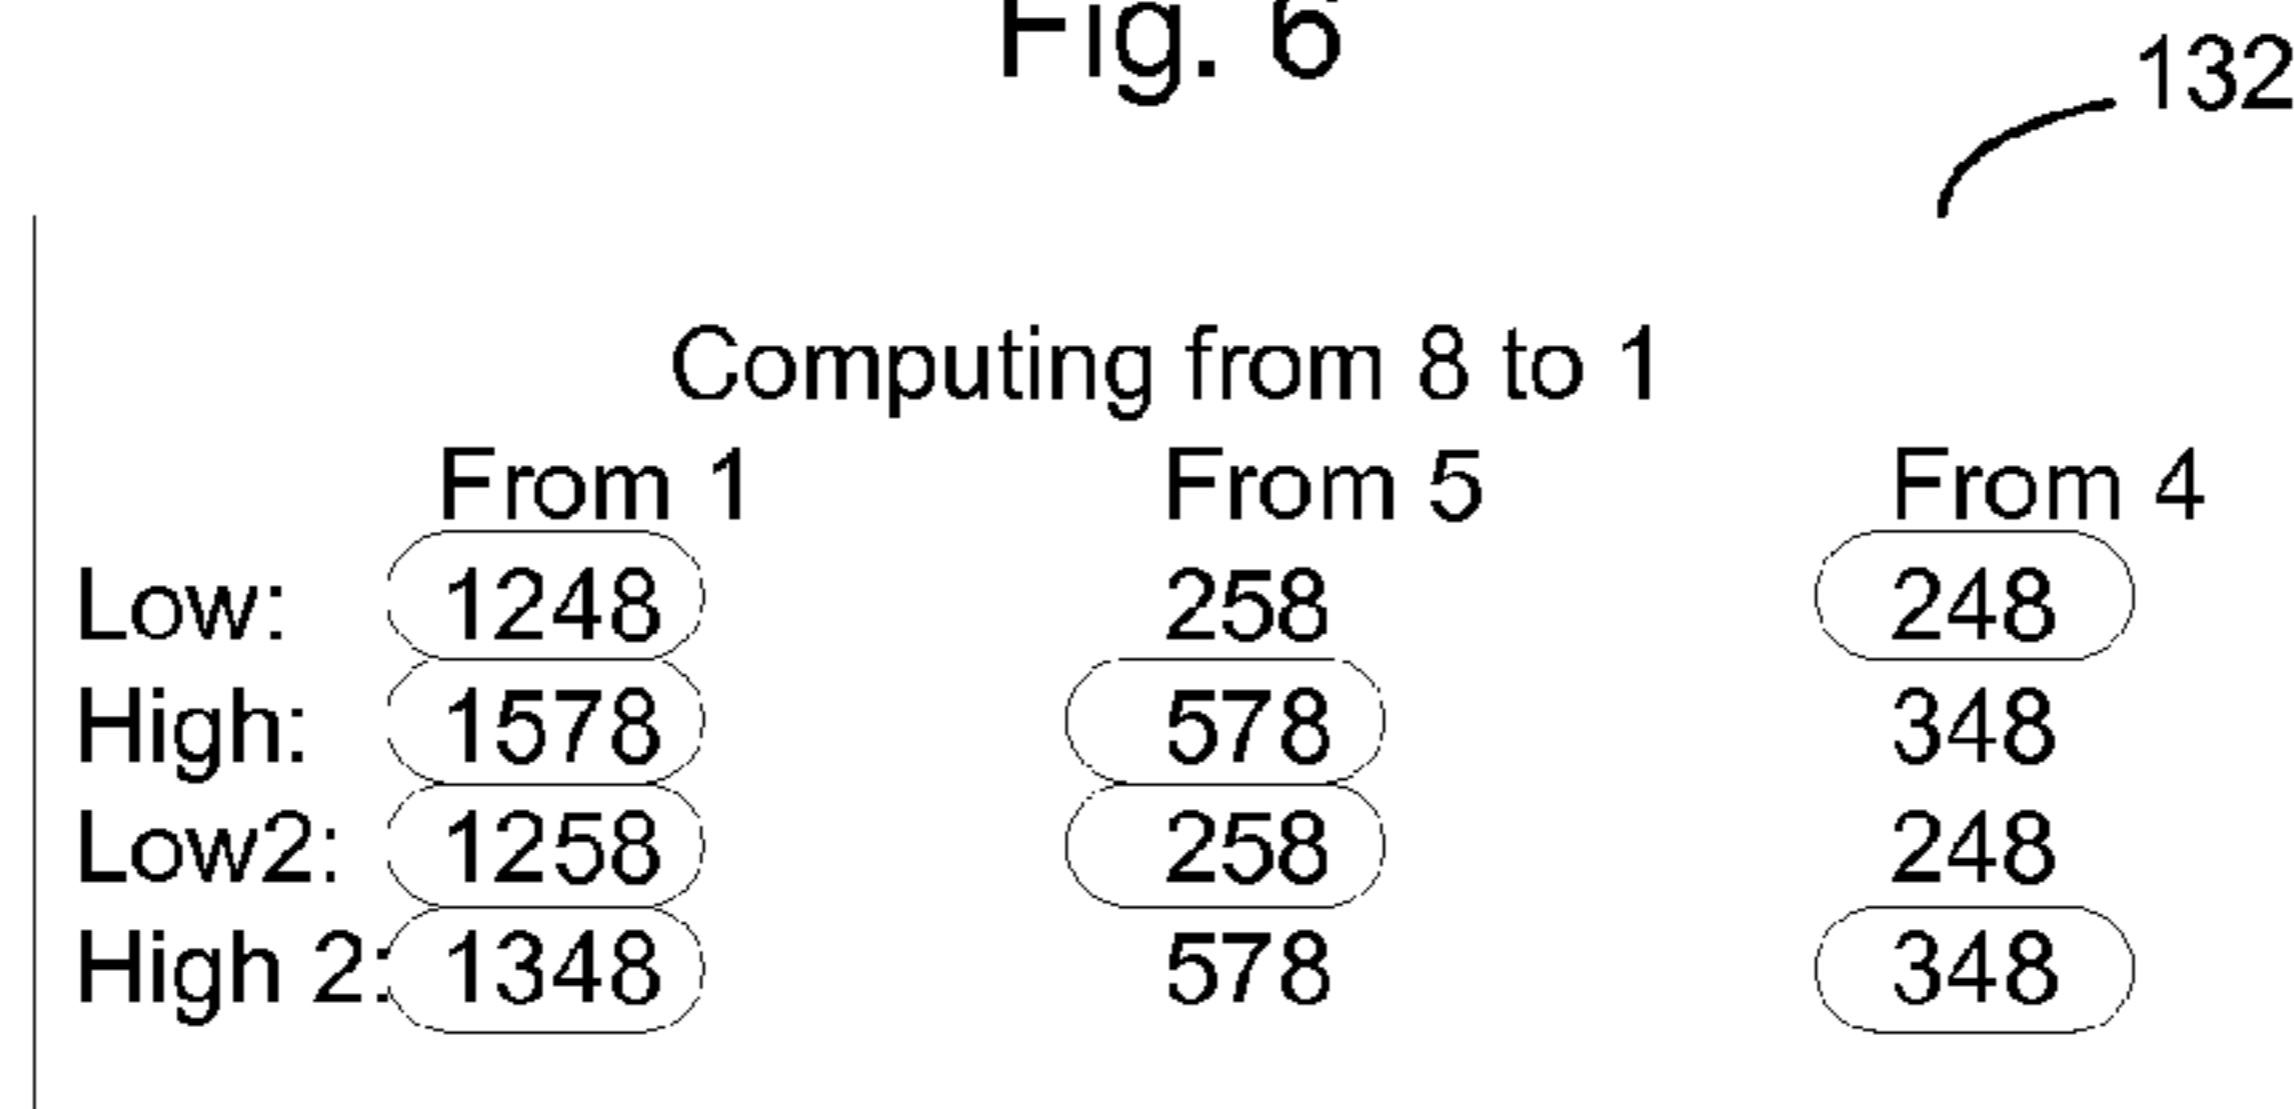 Fig. 6
132
Computing from 8 to 1
From 1 From 5 From 4
Low: 1248 258 248
High: 1578 578 348
Low2: 1258 258 248
High 2: 1348 578 348